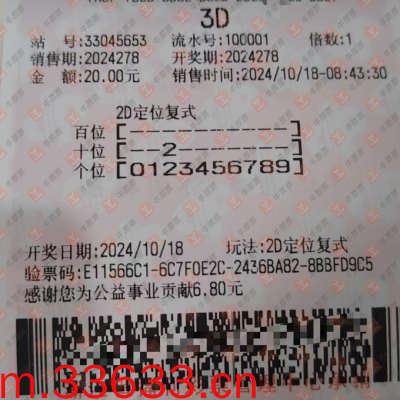 3D
站 号:33045653 流水号:100001 倍数:1
销售期:2024278 开奖期:2024278
金 额:20.00元 销售时间:2024/10/18-08:43:30
2D定位复式
百位[----------]
十位[--2-------]
个位[0123456789]
开奖日期:2024/10/18 玩法:2D定位复式
验票码:E11566C1-6C7F0E2C-2436BA82-8BBFD9C5
感谢您为公益事业贡献6.80元
m.33633.cn